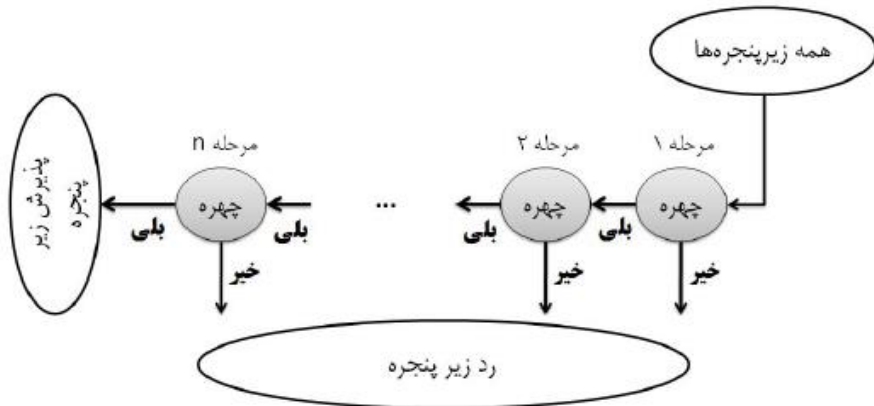 همه زیرپنجره‌ها
مرحله ۱
مرحله ۲
مرحله n
چهره
چهره
...
چهره
پذیرش زیر
پنجره
بلی
بلی
بلی
بلی
خیر
خیر
خیر
رد زیر پنجره